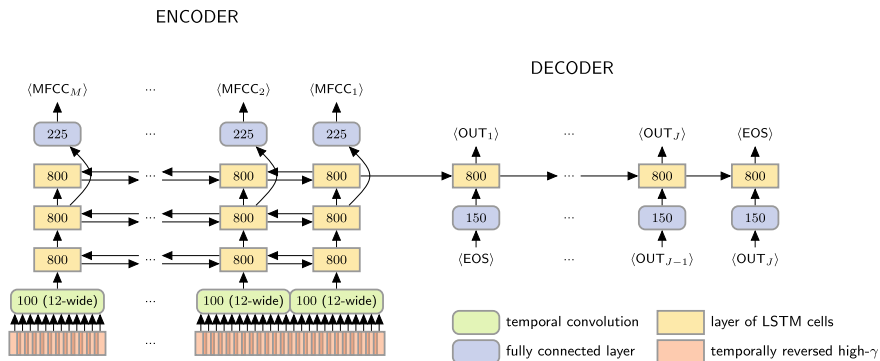 ENCODER
DECODER
⟨MFCC_M⟩ ... ⟨MFCC_2⟩ ⟨MFCC_1⟩
225 ... 225 225
⟨OUT_1⟩ ... ⟨OUT_J⟩ ⟨EOS⟩
800 ... 800 800 800 ... 800 800
800 ... 800 800 150 ... 150 150
800 ... 800 800 ⟨EOS⟩ ... ⟨OUT_{J−1}⟩ ⟨OUT_J⟩
100 (12-wide) ... 100 (12-wide) 100 (12-wide)
...
temporal convolution layer of LSTM cells
fully connected layer temporally reversed high-γ